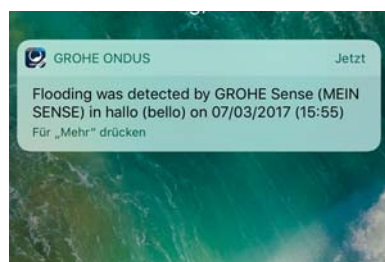 GROHE ONDUS Jetzt
Flooding was detected by GROHE Sense (MEIN
SENSE) in hallo (bello) on 07/03/2017 (15:55)
Für „Mehr“ drücken